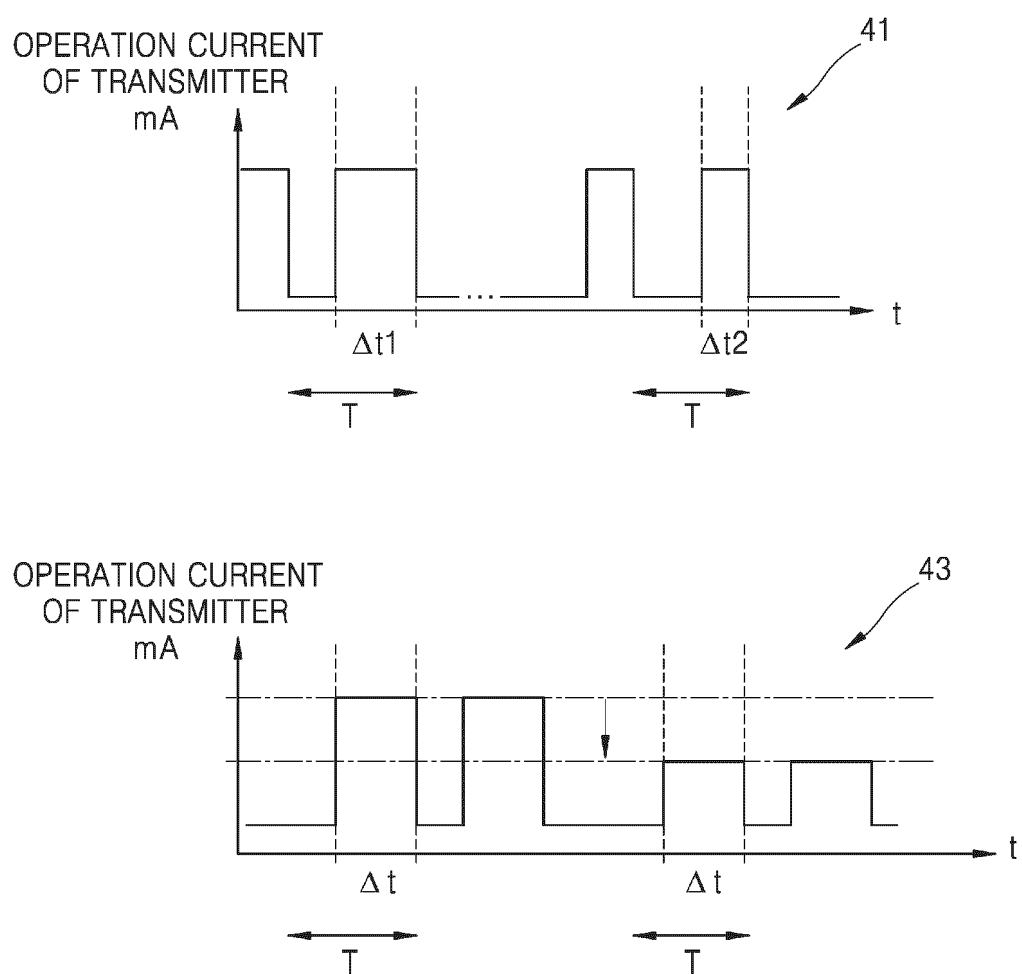 41
OPERATION CURRENT
OF TRANSMITTER
mA
...
t
Δt1
Δt2
T
T
43
OPERATION CURRENT
OF TRANSMITTER
mA
t
Δt
Δt
T
T